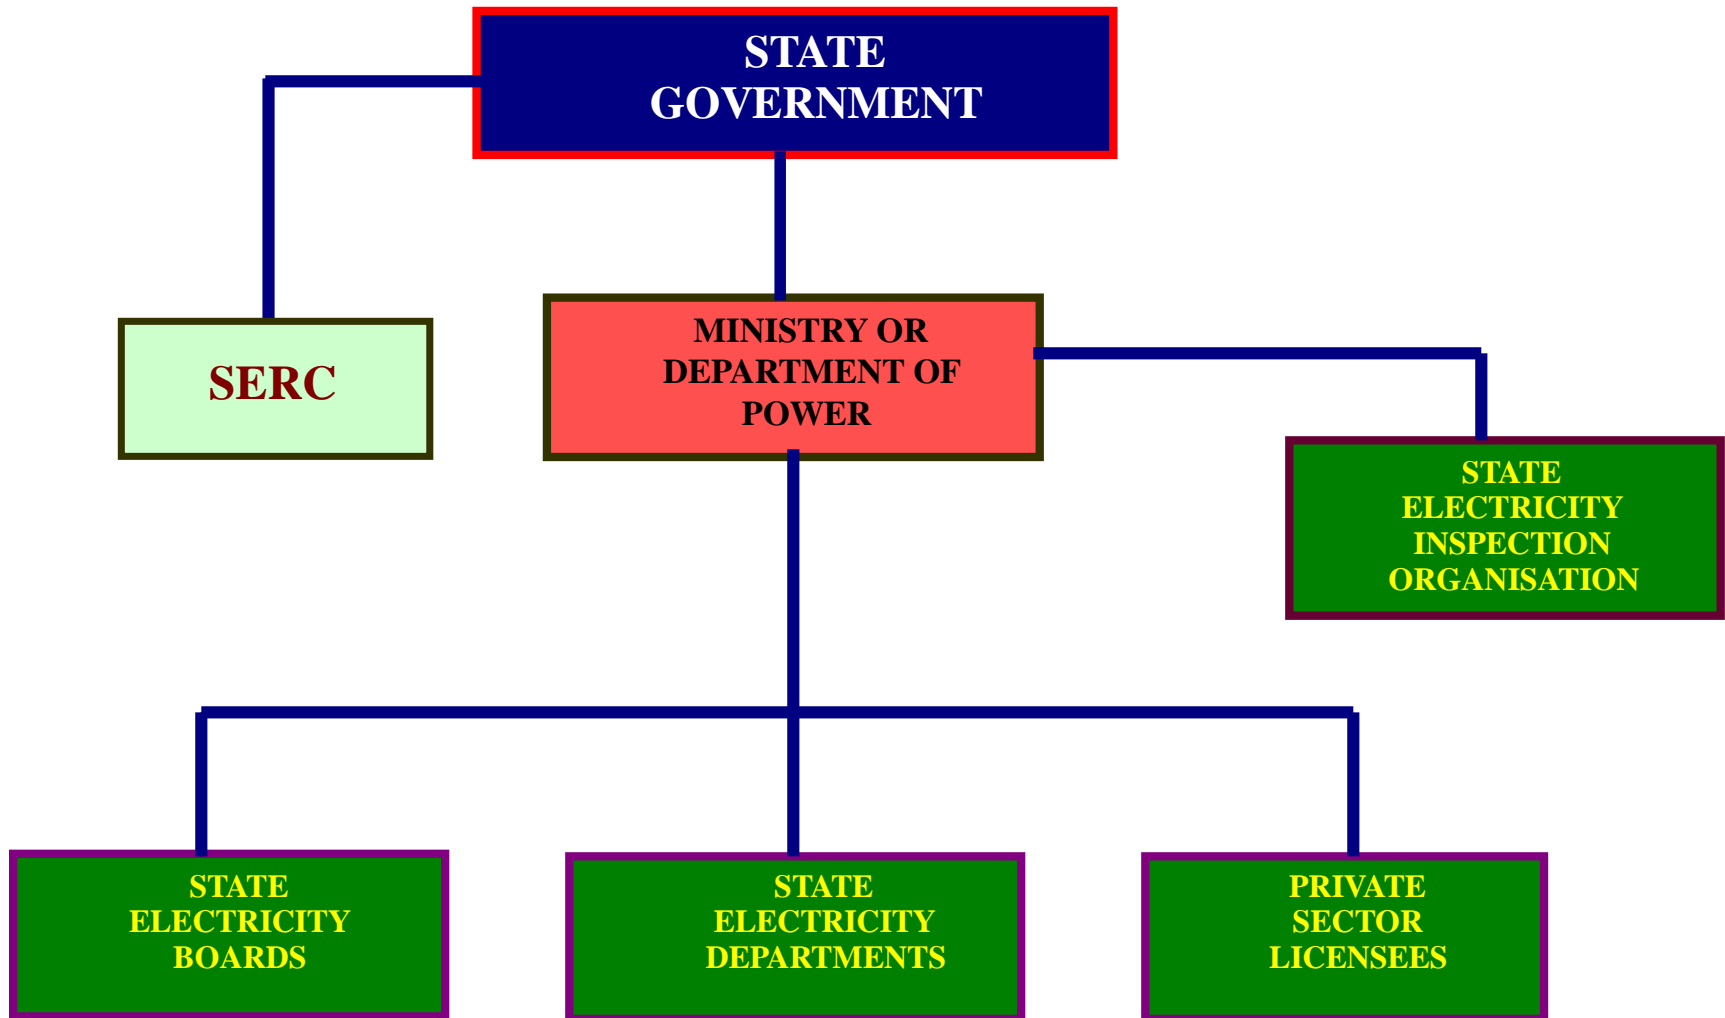 STATE
GOVERNMENT
SERC
MINISTRY OR
DEPARTMENT OF
POWER
STATE
ELECTRICITY
INSPECTION
ORGANISATION
STATE
ELECTRICITY
BOARDS
STATE
ELECTRICITY
DEPARTMENTS
PRIVATE
SECTOR
LICENSEES